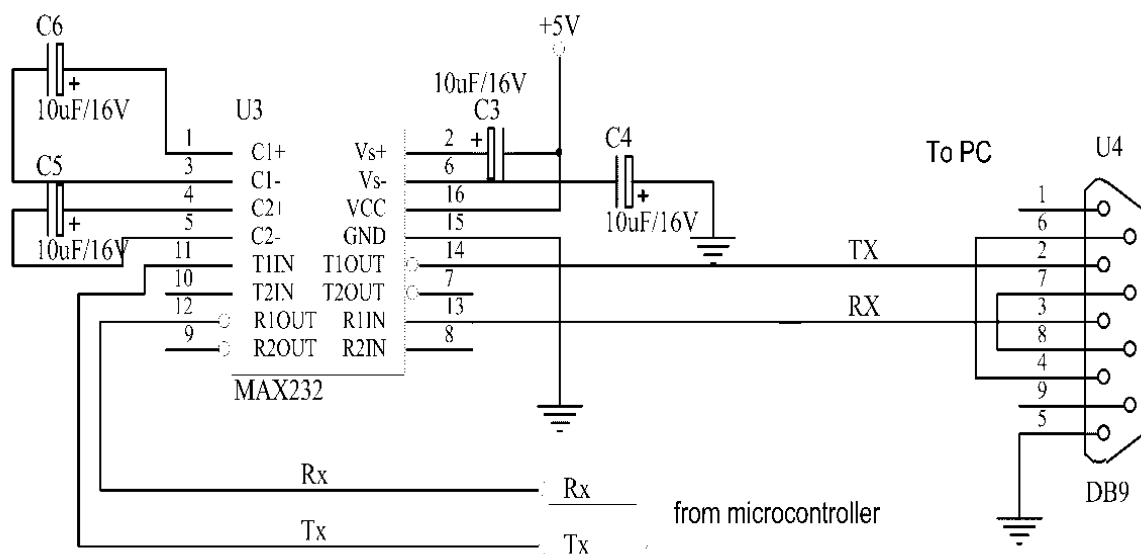 C6
+
10uF/16V
C5
+
10uF/16V
U3
1
3
4
5
11
10
12
9
C1+
C1-
C2+
C2-
T1IN
T2IN
R1OUT
R2OUT
Vs+
Vs-
VCC
GND
T1OUT
T2OUT
R1IN
R2IN
2
6
16
15
14
7
13
8
MAX232
+5V
10uF/16V
C3
+
C4
+
10uF/16V
To PC
U4
TX
RX
1
6
2
7
3
8
4
9
5
DB9
Rx
Rx
from microcontroller
Tx
Tx